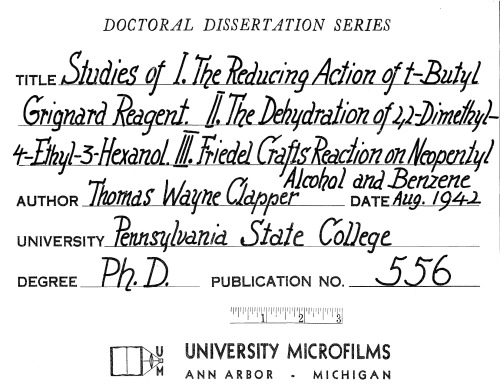 DOCTORAL DISSERTATION SERIES
TITLE Studies of I. The Reducing Action of t-Butyl
Grignard Reagent. II. The Dehydration of 2,2-Dimethyl-
4-Ethyl-3-Hexanol. III. Friedel Crafts Reaction on Neopentyl
Alcohol and Benzene
AUTHOR Thomas Wayne Clapper DATE Aug. 1942
UNIVERSITY Pennsylvania State College
DEGREE Ph. D. PUBLICATION NO. 556
1 2 3
UM UNIVERSITY MICROFILMS
ANN ARBOR - MICHIGAN